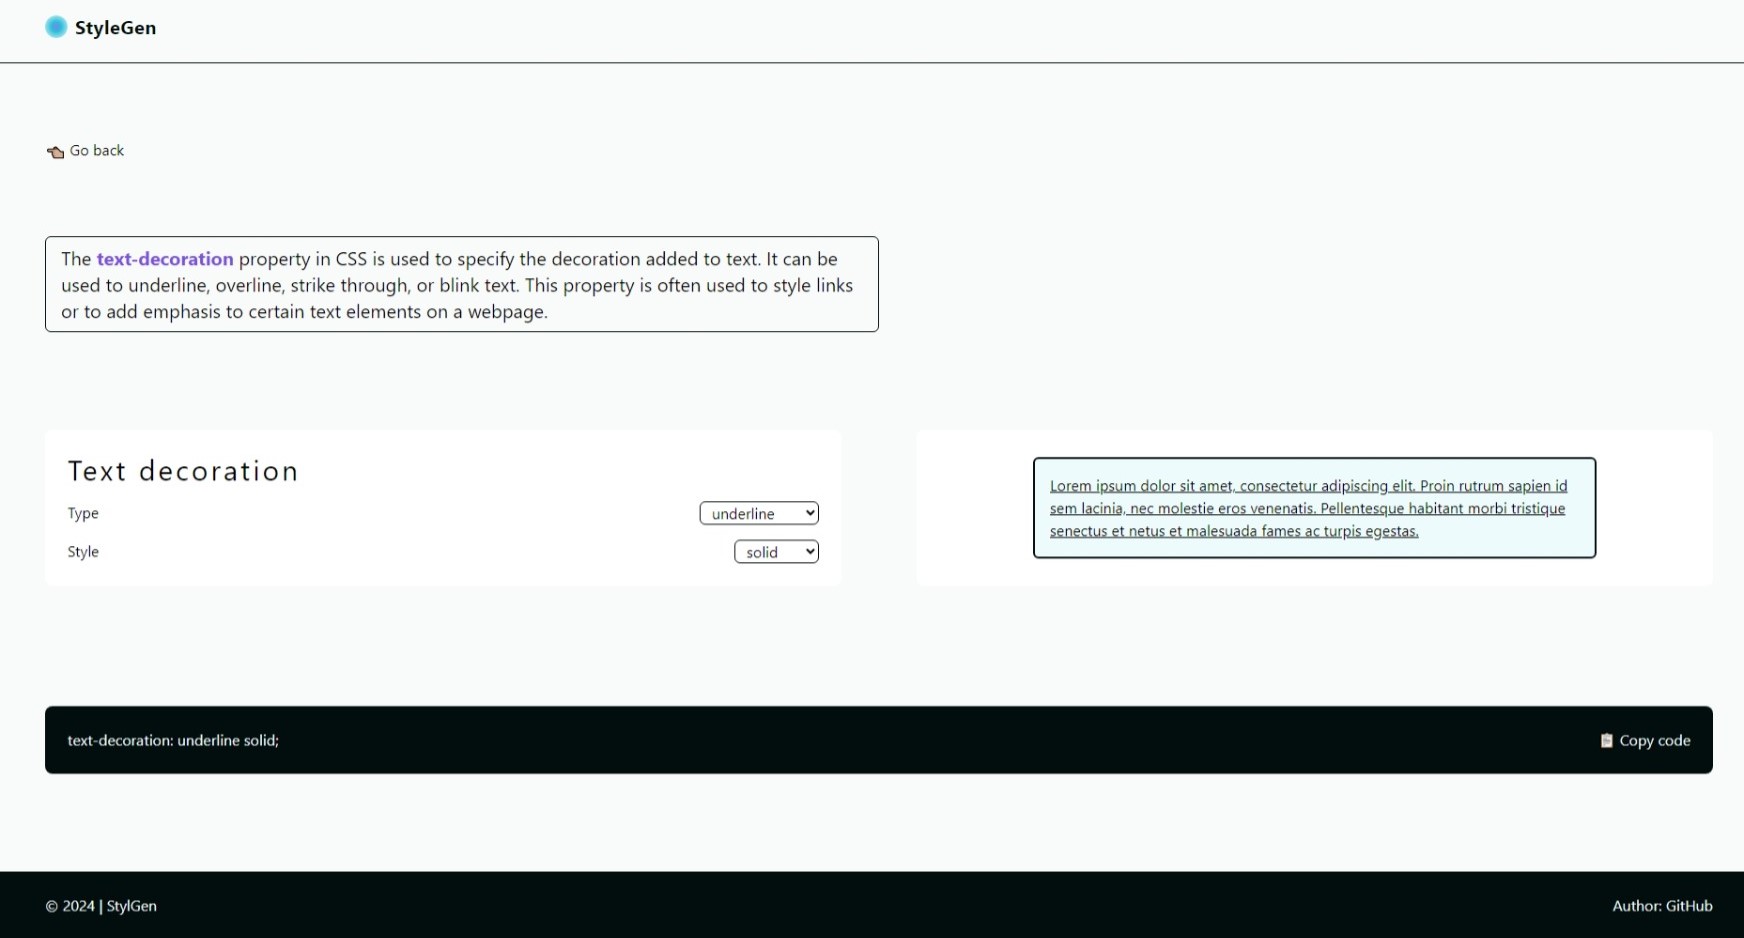 StyleGen
Go back
The text-decoration property in CSS is used to specify the decoration added to text. It can be
used to underline, overline, strike through, or blink text. This property is often used to style links
or to add emphasis to certain text elements on a webpage.
Text decoration
Type
underline
Style
solid
Lorem ipsum dolor sit amet, consectetur adipiscing elit. Proin rutrum sapien id
sem lacinia, nec molestie eros venenatis. Pellentesque habitant morbi tristique
senectus et netus et malesuada fames ac turpis egestas.
text-decoration: underline solid;
Copy code
© 2024 | StylGen
Author: GitHub